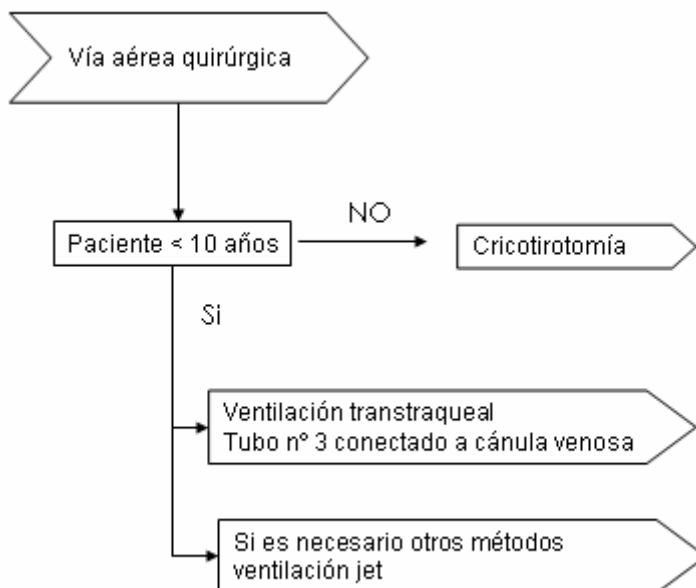 Vía aérea quirúrgica
NO
Paciente < 10 años
Cricotirotomía
Si
Ventilación transtraqueal
Tubo nº 3 conectado a cánula venosa
Si es necesario otros métodos
ventilación jet